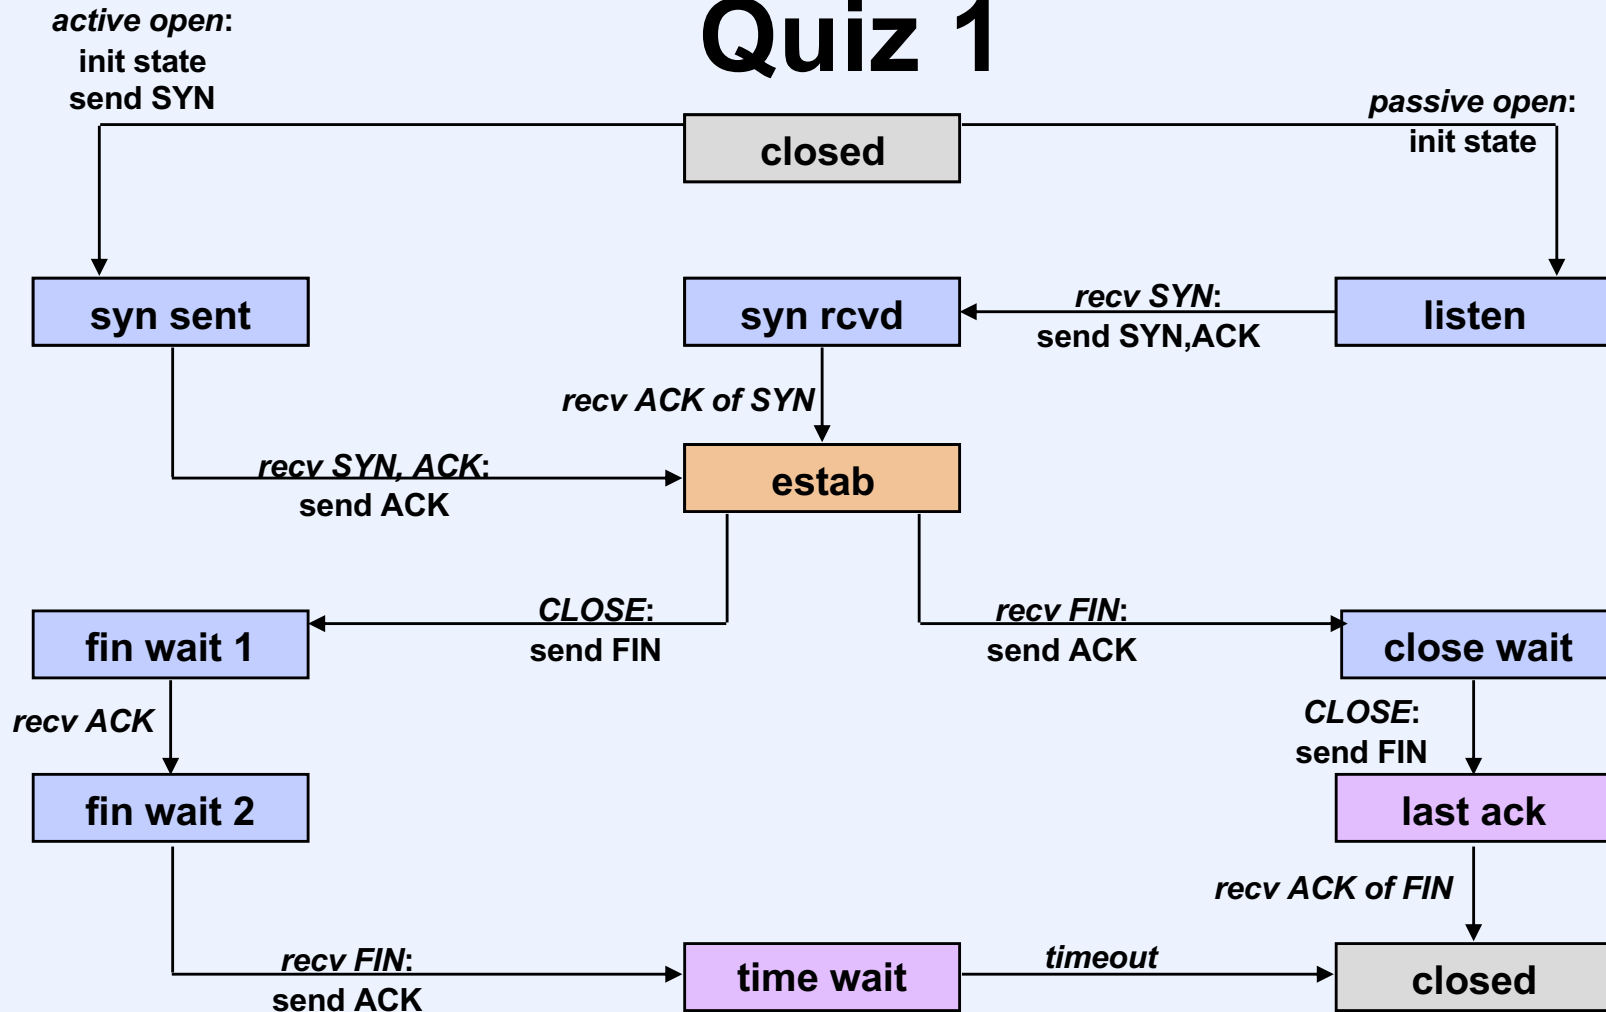 Quiz 1
active open:
init state
send SYN
passive open:
init state
closed
syn sent
syn rcvd
recv SYN:
send SYN,ACK
listen
recv ACK of SYN
recv SYN, ACK:
send ACK
estab
CLOSE:
send FIN
recv FIN:
send ACK
fin wait 1
close wait
recv ACK
CLOSE:
send FIN
fin wait 2
last ack
recv ACK of FIN
recv FIN:
send ACK
time wait
timeout
closed